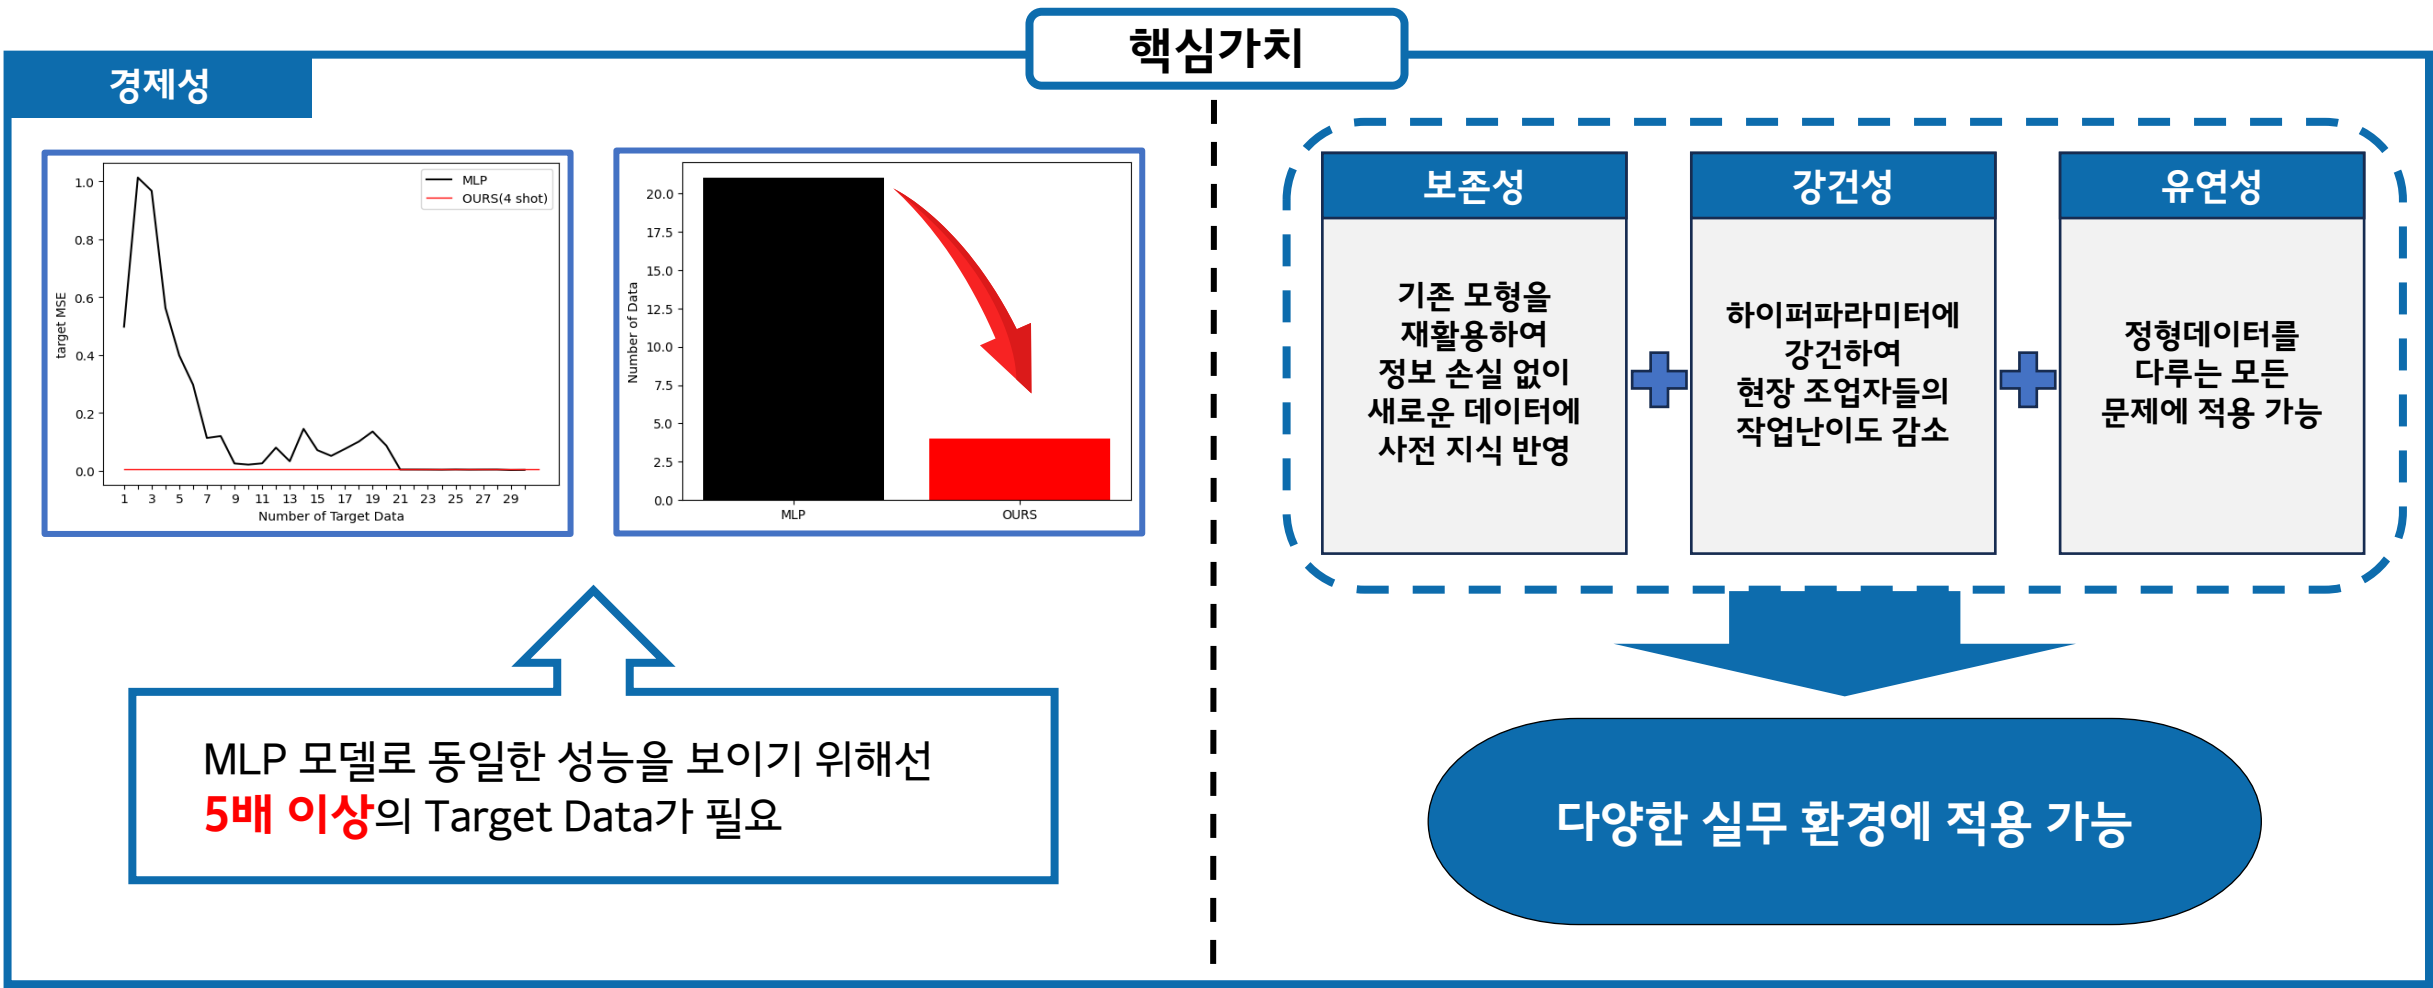 핵심가치
경제성
1.0
0.8
0.6
0.4
0.2
0.0
target MSE
MLP
OURS(4 shot)
1 3 5 7 9 11 13 15 17 19 21 23 25 27 29
Number of Target Data
20.0
17.5
15.0
12.5
10.0
7.5
5.0
2.5
0.0
Number of Data
MLP OURS
MLP 모델로 동일한 성능을 보이기 위해선
5배 이상의 Target Data가 필요
보존성
기존 모형을
재활용하여
정보 손실 없이
새로운 데이터에
사전 지식 반영
강건성
하이퍼파라미터에
강건하여
현장 조업자들의
작업난이도 감소
유연성
정형데이터를
다루는 모든
문제에 적용 가능
다양한 실무 환경에 적용 가능